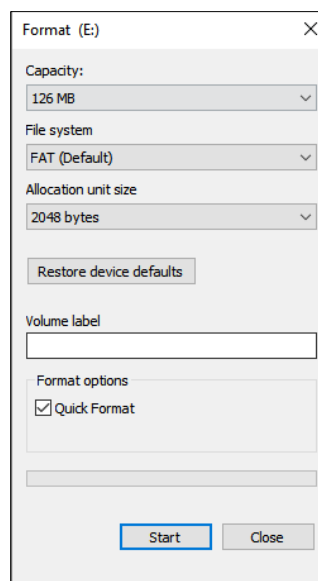 Format (E:)
Capacity:
126 MB
File system
FAT (Default)
Allocation unit size
2048 bytes
Restore device defaults
Volume label
Format options
Quick Format
Start
Close